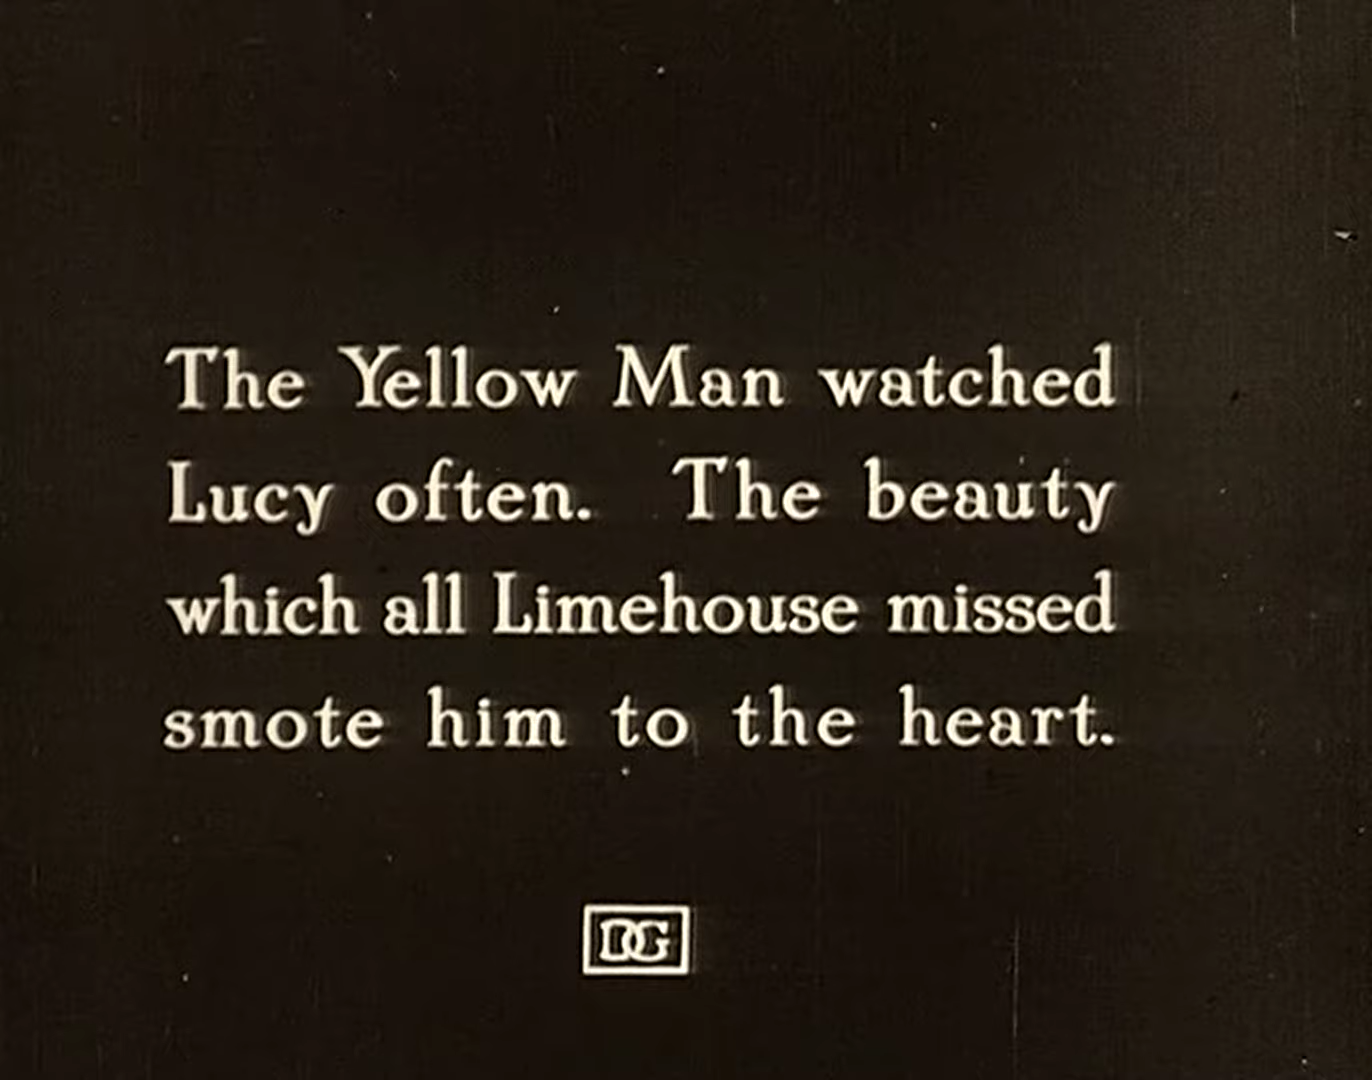 The Yellow Man watched
Lucy often. The beauty
which all Limehouse missed
smote him to the heart.
DG